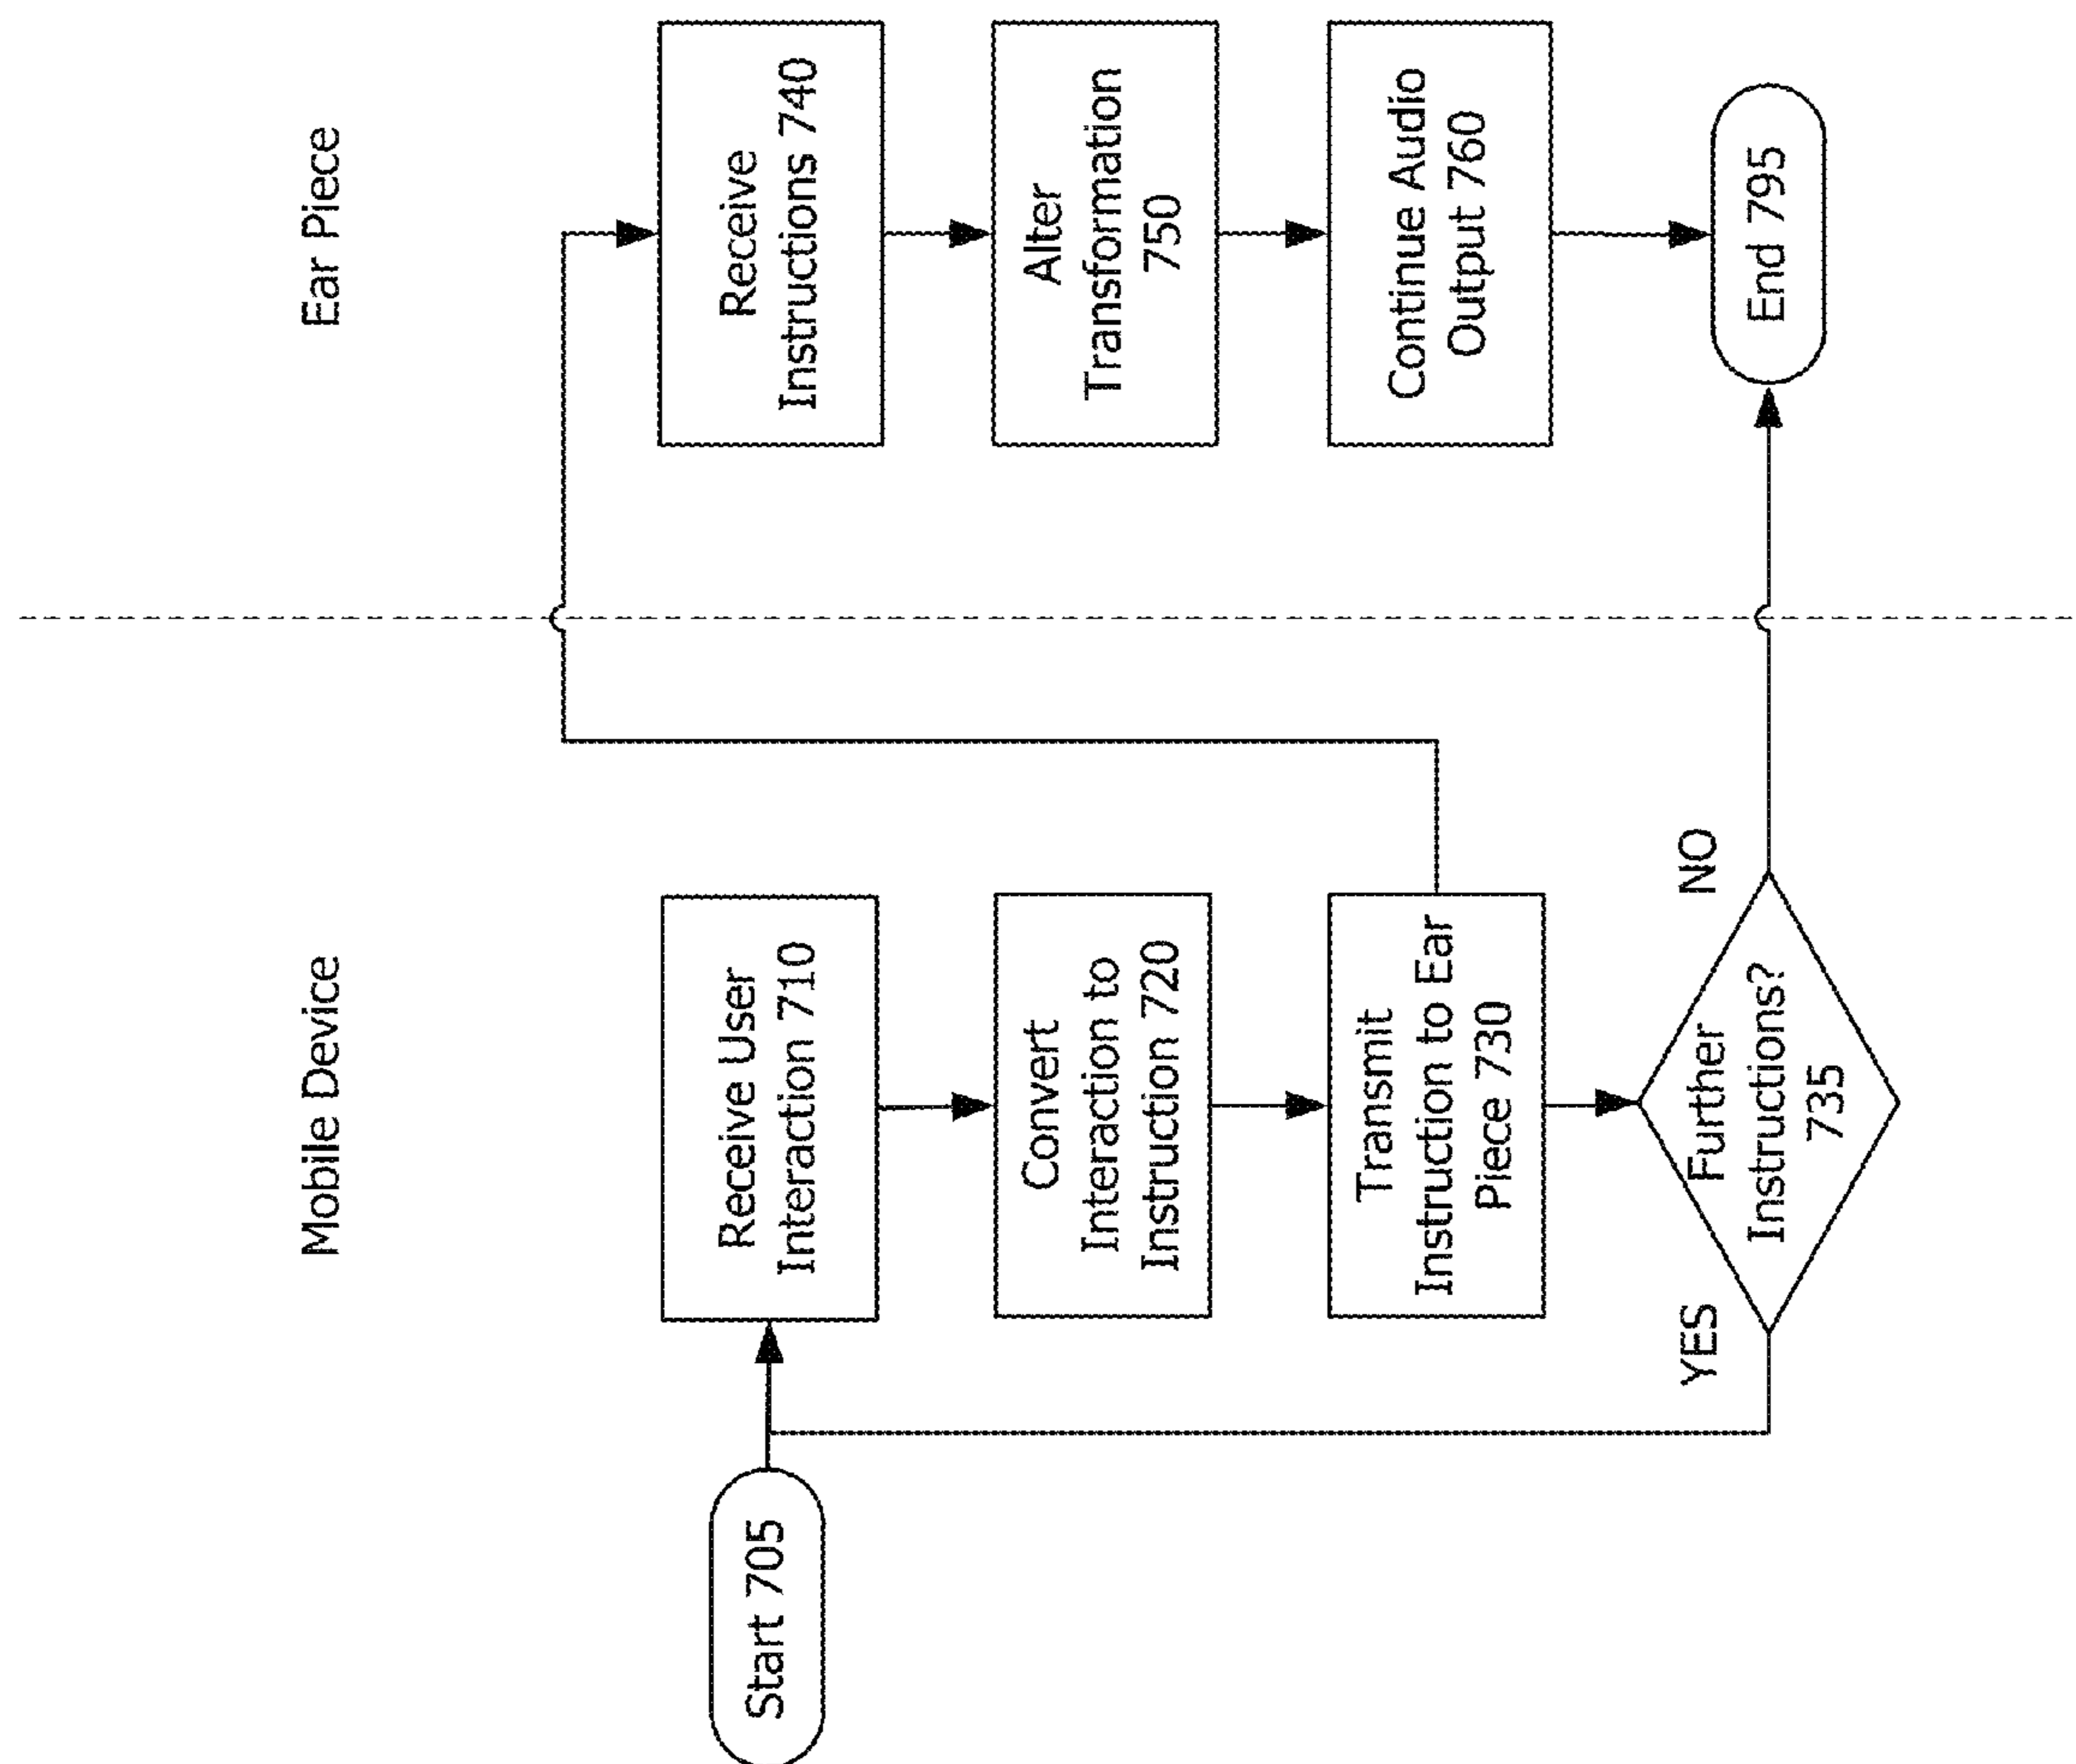 Mobile Device
Ear Piece
Start 705
Receive User
Interaction 710
Convert
Interaction to
Instruction 720
Transmit
Instruction to Ear
Piece 730
YES
Further
Instructions?
735
NO
Receive
Instructions 740
Alter
Transformation
750
Continue Audio
Output 760
End 795